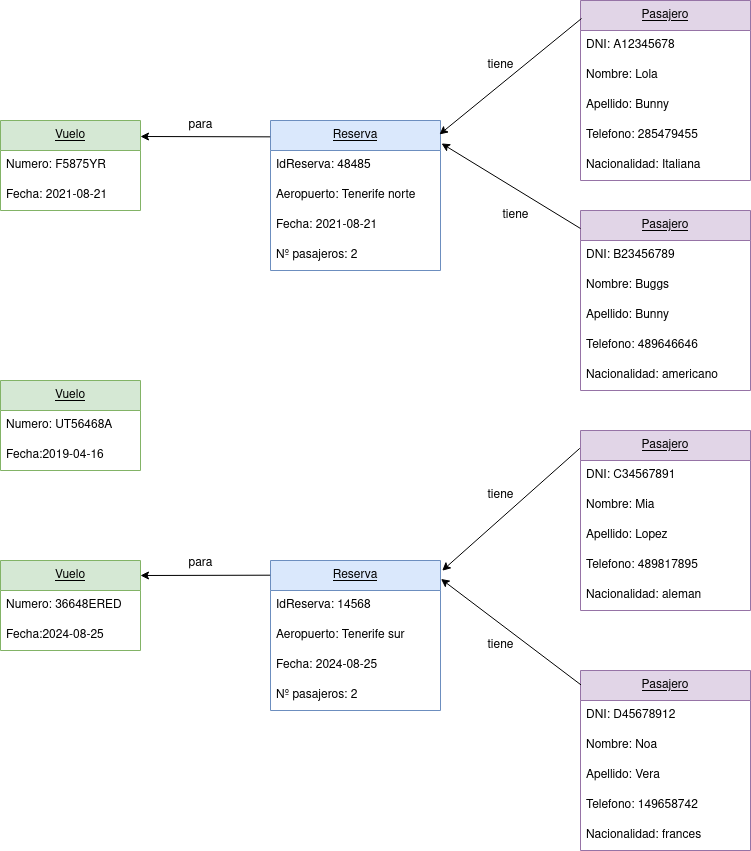 Pasajero
DNI: A12345678
Nombre: Lola
Apellido: Bunny
Telefono: 285479455
Nacionalidad: Italiana
tiene
para
Vuelo
Numero: F5875YR
Fecha: 2021-08-21
Reserva
IdReserva: 48485
Aeropuerto: Tenerife norte
Fecha: 2021-08-21
Nº pasajeros: 2
tiene
Pasajero
DNI: B23456789
Nombre: Buggs
Apellido: Bunny
Telefono: 489646646
Nacionalidad: americano
Vuelo
Numero: UT56468A
Fecha:2019-04-16
Pasajero
DNI: C34567891
Nombre: Mia
Apellido: Lopez
Telefono: 489817895
Nacionalidad: aleman
tiene
para
Vuelo
Numero: 36648ERED
Fecha:2024-08-25
Reserva
IdReserva: 14568
Aeropuerto: Tenerife sur
Fecha: 2024-08-25
Nº pasajeros: 2
tiene
Pasajero
DNI: D45678912
Nombre: Noa
Apellido: Vera
Telefono: 149658742
Nacionalidad: frances